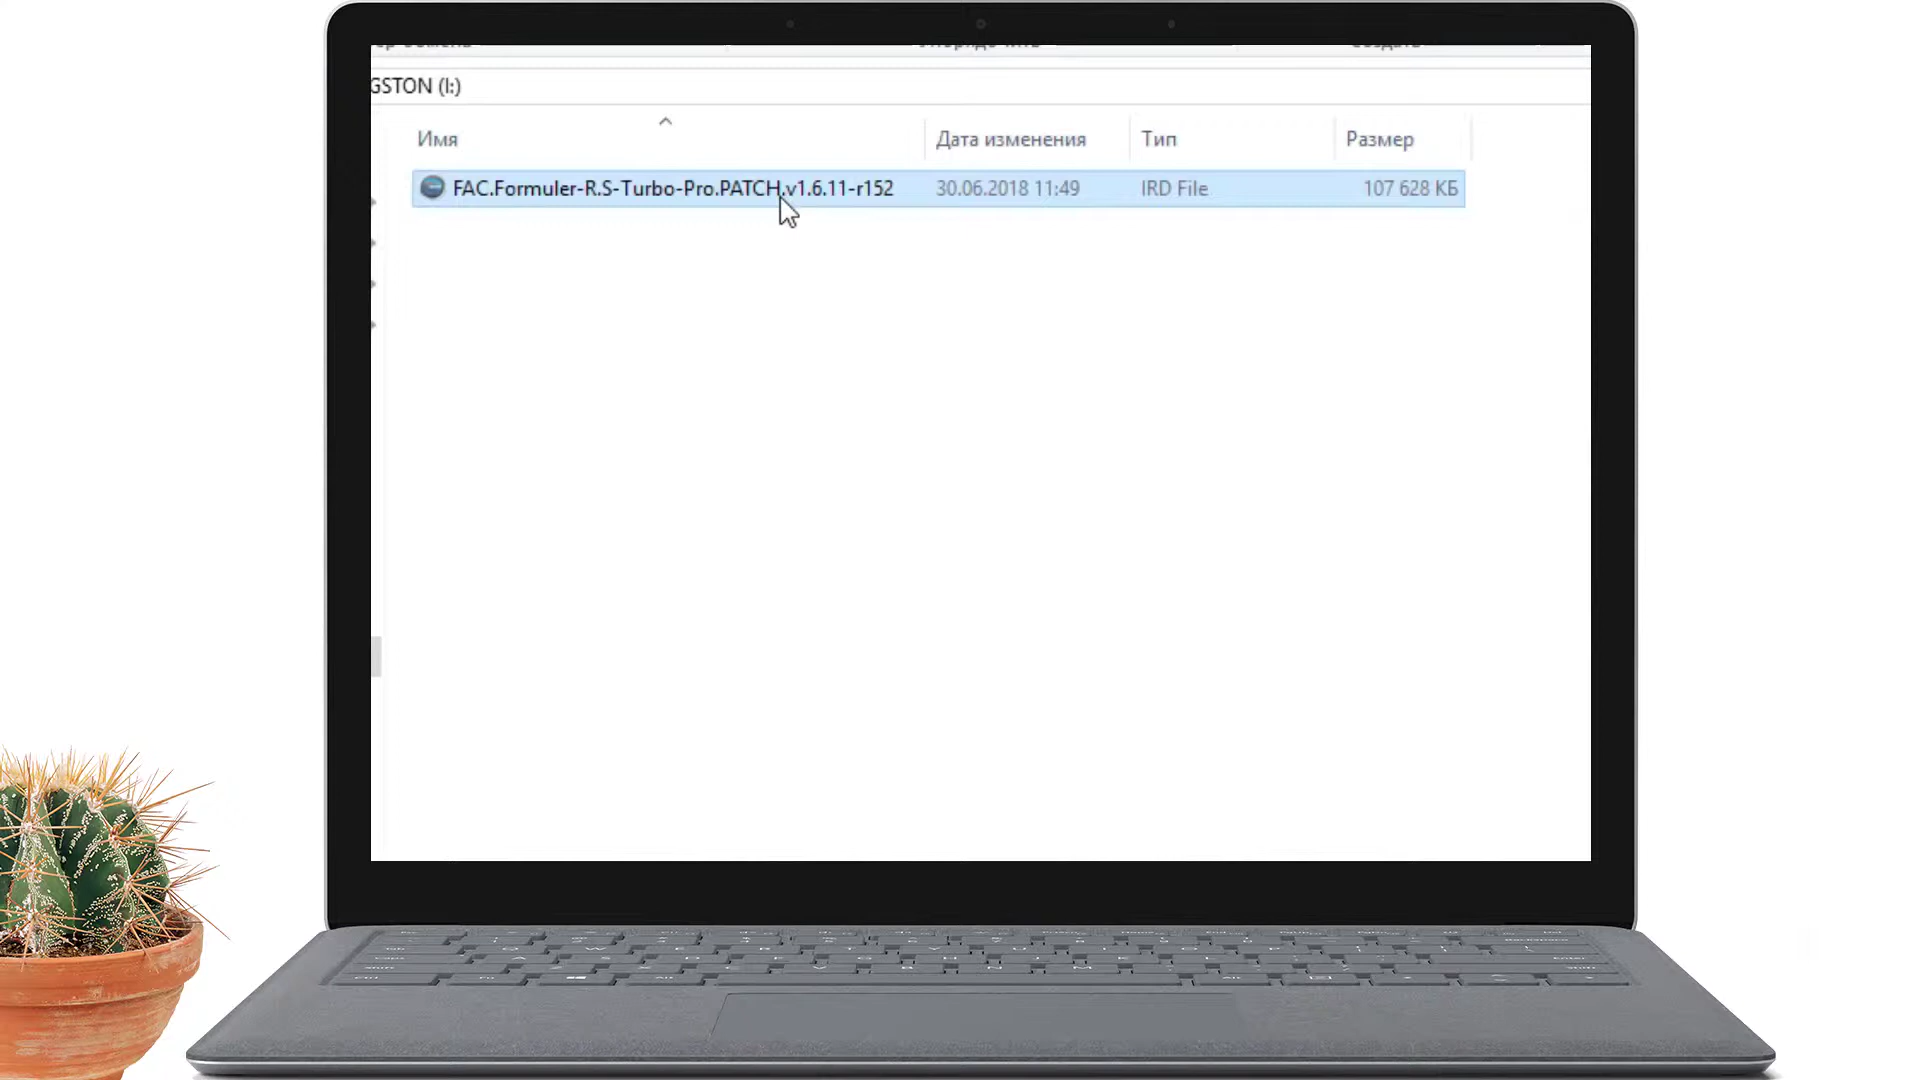 GSTON (I:)
Имя Дата изменения Тип Размер
FAC.Formuler-R.S-Turbo-Pro.PATCH.v1.6.11-r152 30.06.2018 11:49 IRD File 107 628 КБ